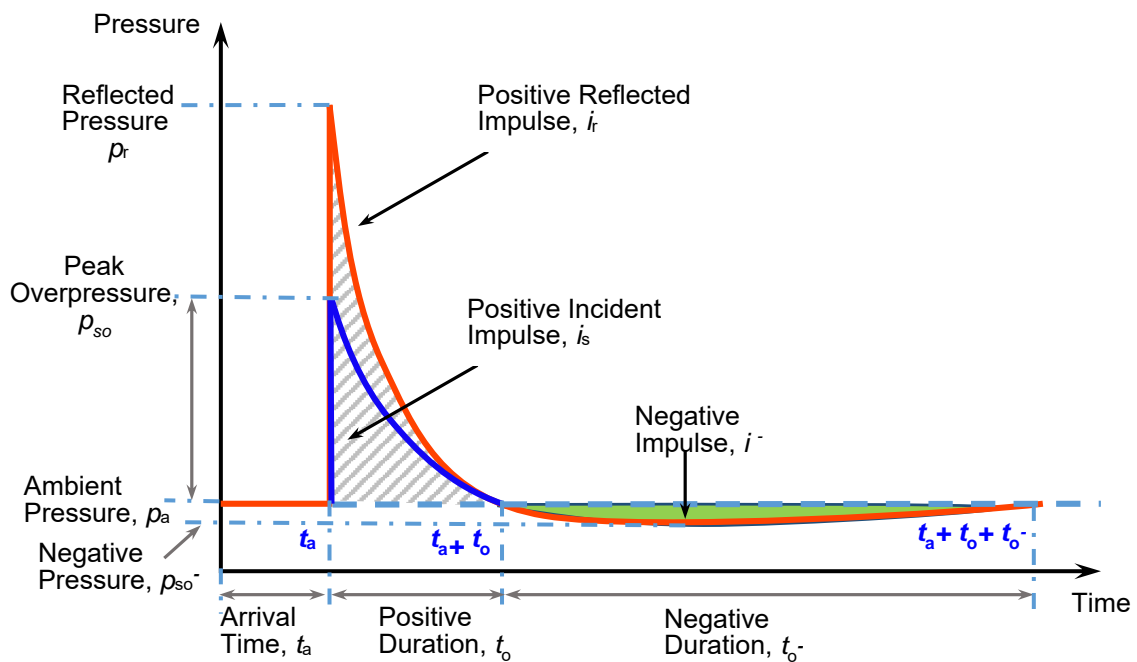 Pressure
Reflected
Pressure
pr
Positive Reflected
Impulse, ir
Peak
Overpressure,
pso
Positive Incident
Impulse, is
Negative
Impulse, i -
Ambient
Pressure, pa
Negative
Pressure, pso-
ta
ta+ to
ta+ to+ to-
Time
Arrival
Time, ta
Positive
Duration, to
Negative
Duration, to-